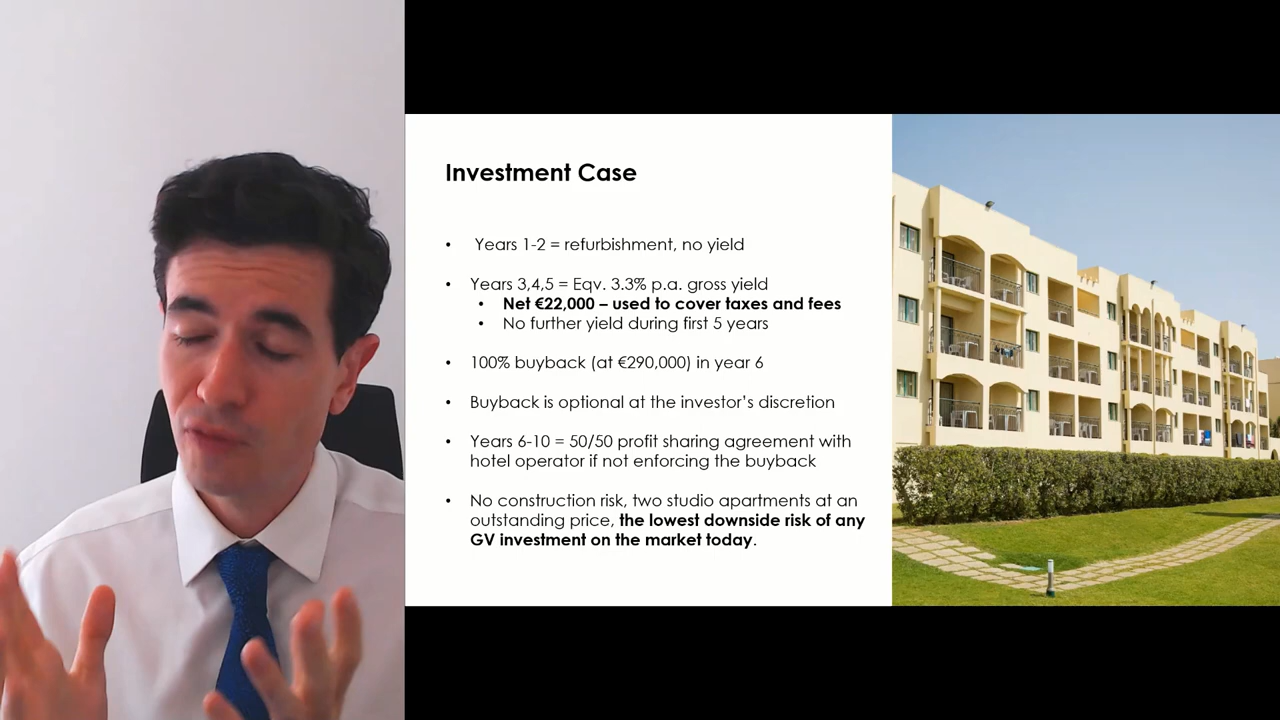 Investment Case
• Years 1-2 = refurbishment, no yield
• Years 3,4,5 = Eqv. 3.3% p.a. gross yield
• Net €22,000 – used to cover taxes and fees
• No further yield during first 5 years
• 100% buyback (at €290,000) in year 6
• Buyback is optional at the investor's discretion
• Years 6-10 = 50/50 profit sharing agreement with
hotel operator if not enforcing the buyback
• No construction risk, two studio apartments at an
outstanding price, the lowest downside risk of any
GV investment on the market today.